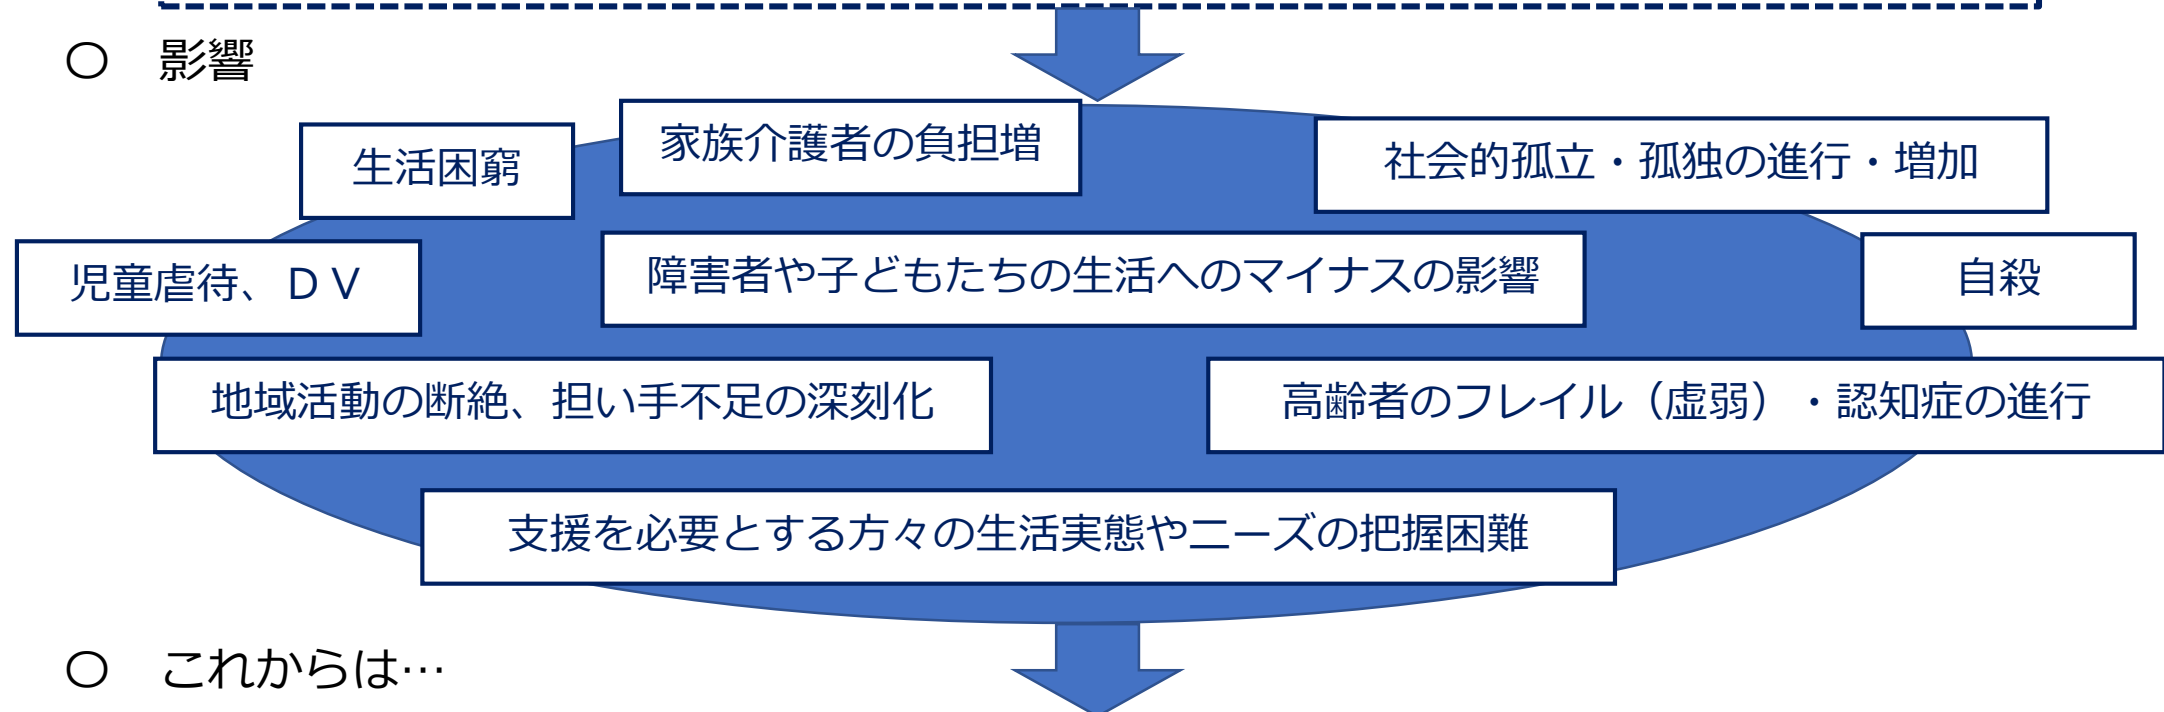 ○ 影響
家族介護者の負担増
生活困窮
社会的孤立・孤独の進行・増加
児童虐待、ＤＶ
障害者や子どもたちの生活へのマイナスの影響
自殺
地域活動の断絶、担い手不足の深刻化
高齢者のフレイル（虚弱）・認知症の進行
支援を必要とする方々の生活実態やニーズの把握困難
○ これからは…